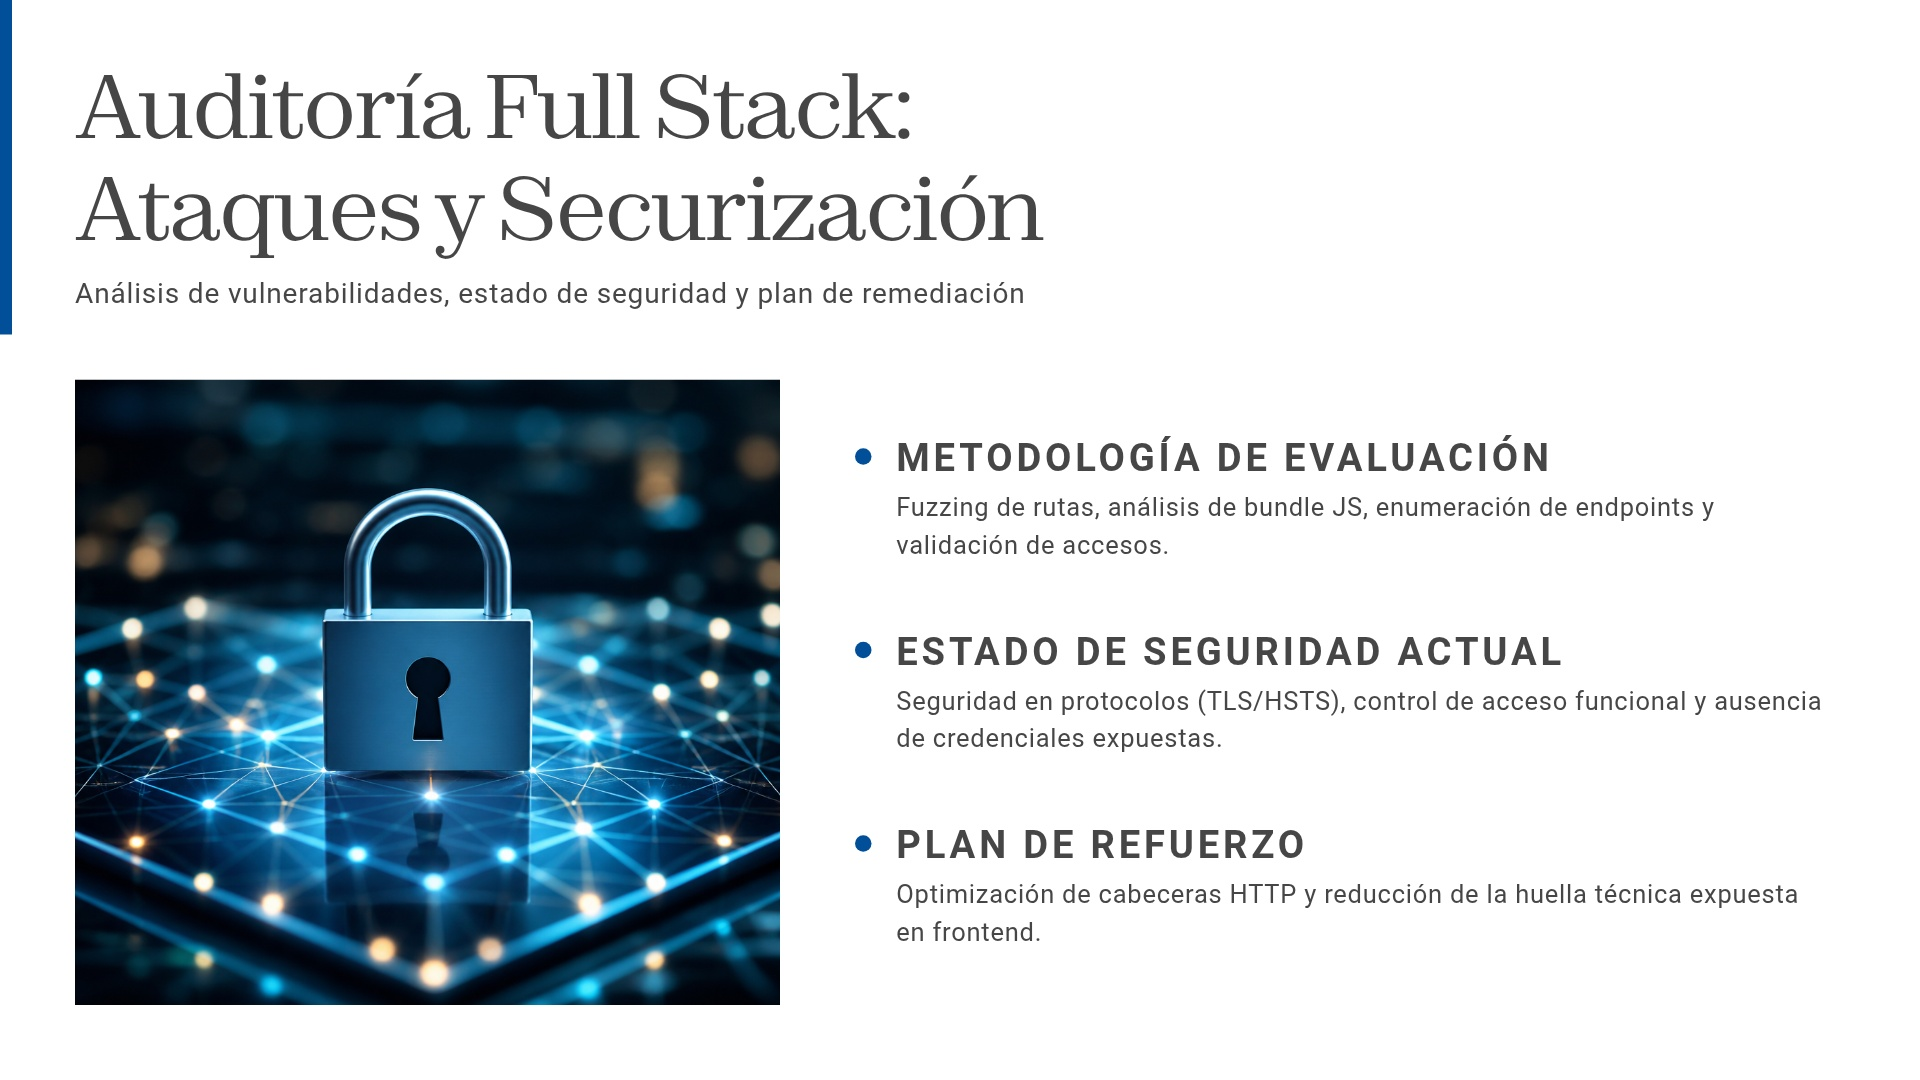 Auditoría Full Stack:
Ataques y Securización
Análisis de vulnerabilidades, estado de seguridad y plan de remediación
METODOLOGÍA DE EVALUACIÓN
Fuzzing de rutas, análisis de bundle JS, enumeración de endpoints y
validación de accesos.
ESTADO DE SEGURIDAD ACTUAL
Seguridad en protocolos (TLS/HSTS), control de acceso funcional y ausencia
de credenciales expuestas.
PLAN DE REFUERZO
Optimización de cabeceras HTTP y reducción de la huella técnica expuesta
en frontend.